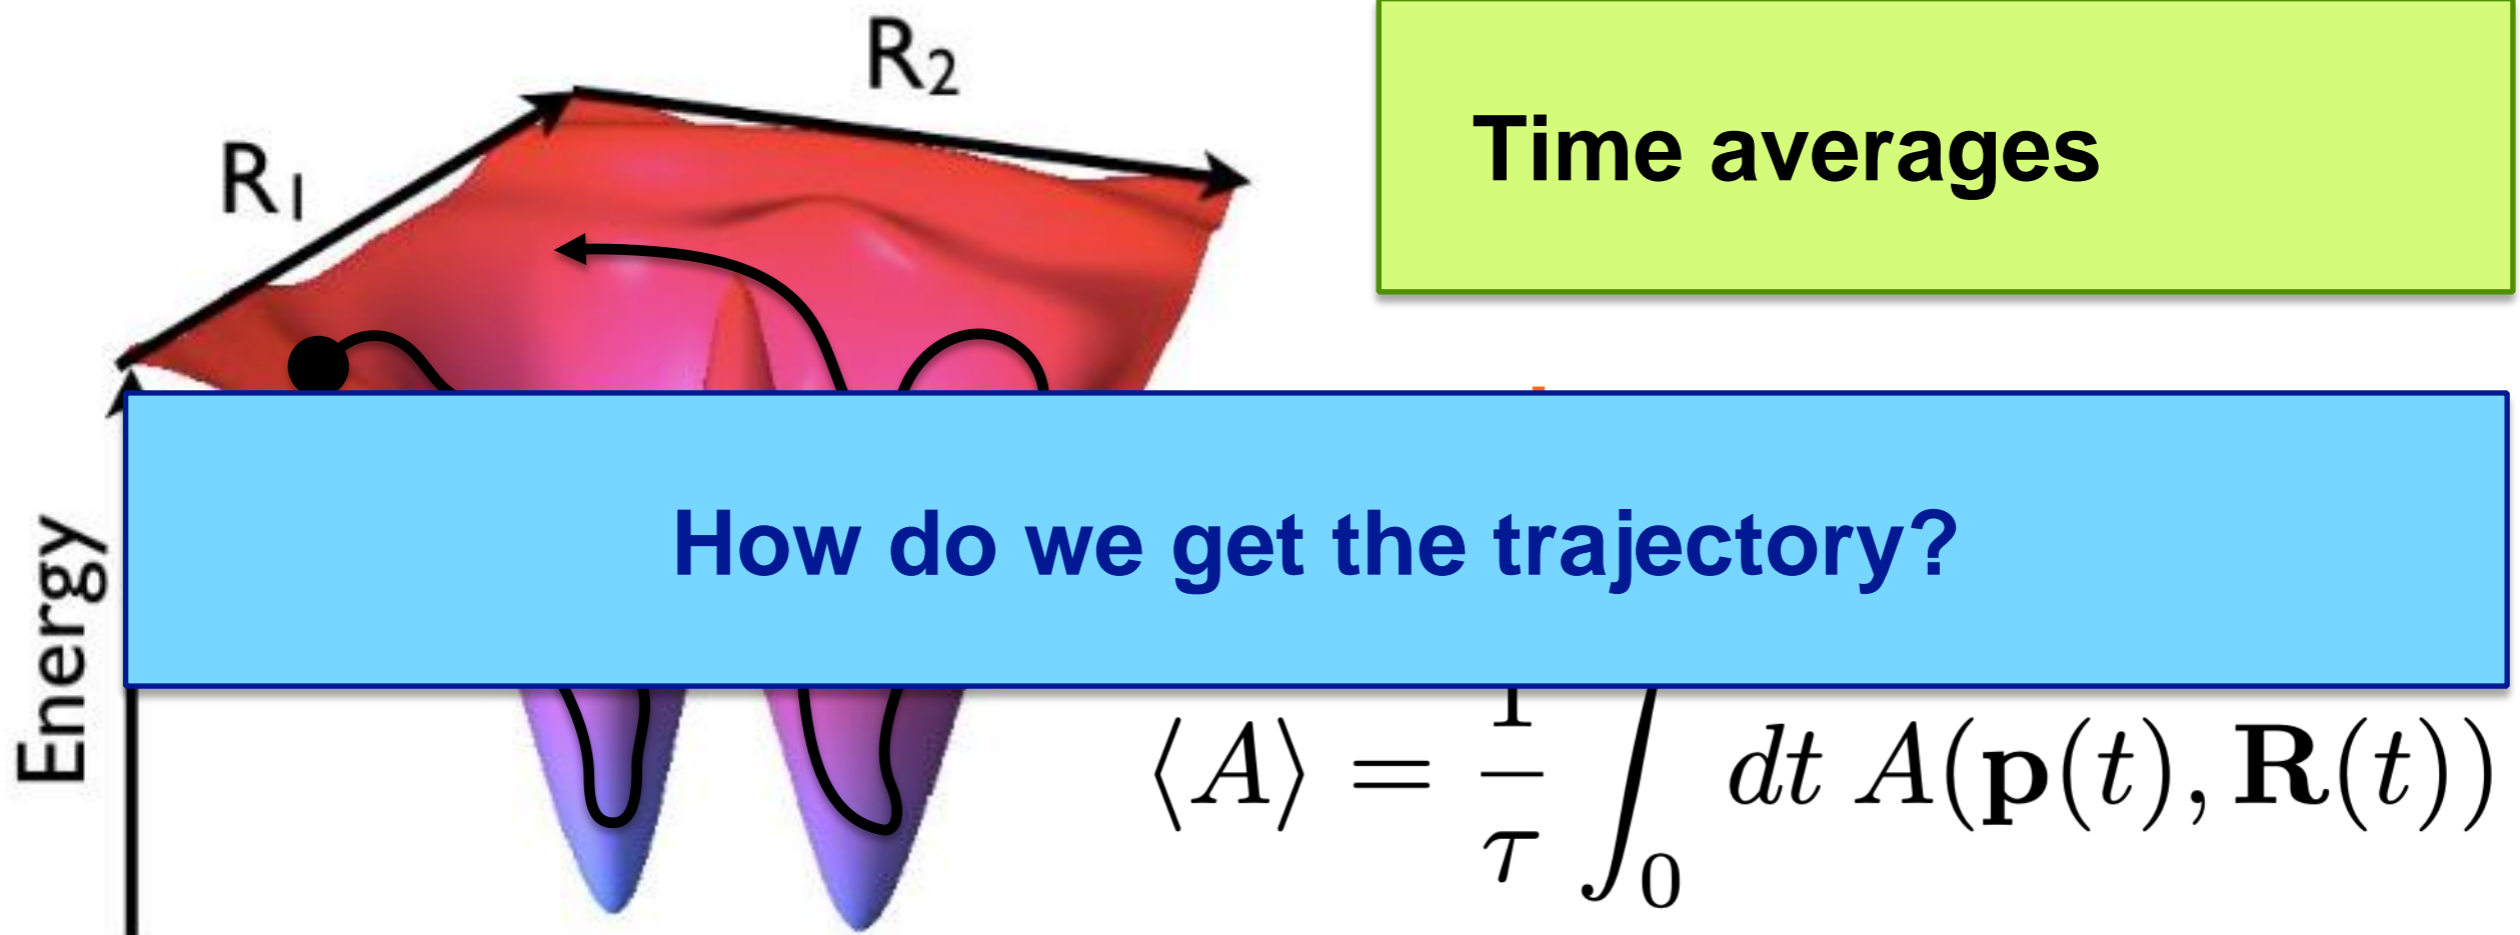 R₂
R₁
Time averages
Energy
How do we get the trajectory?
⟨A⟩ = 1/τ ∫₀ dt A(𝐩(t), 𝐑(t))